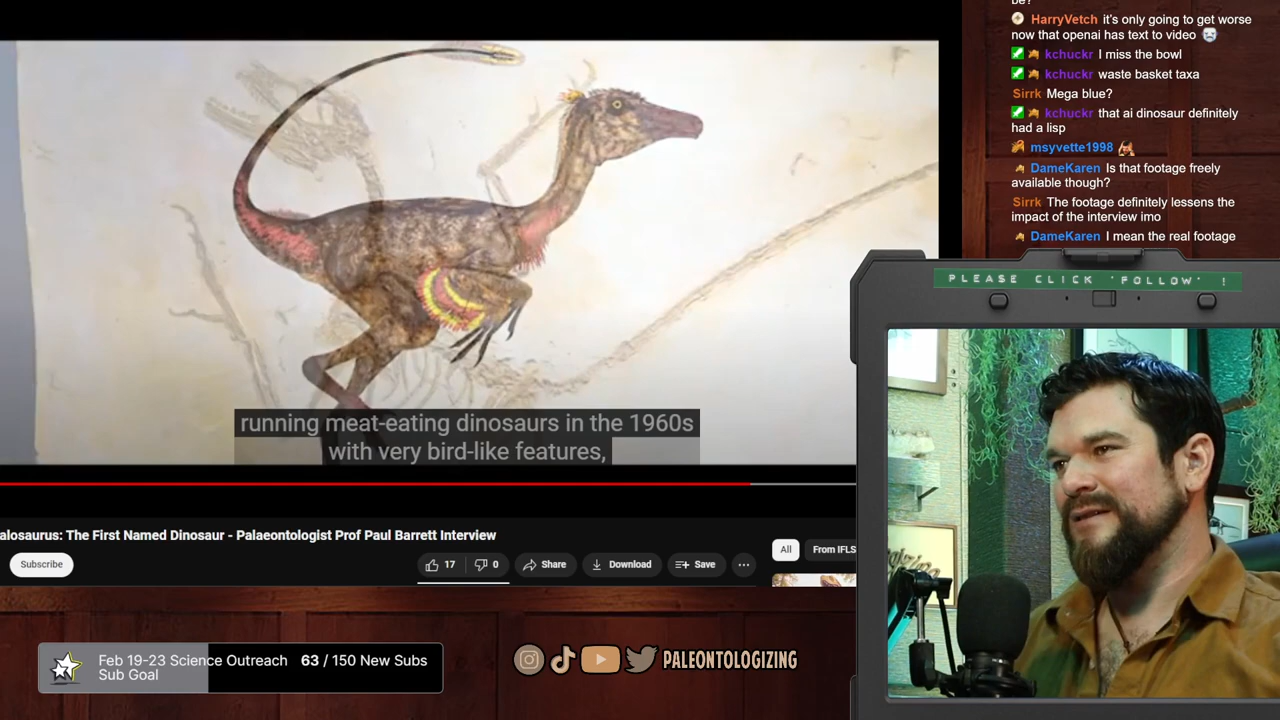 be?
HarryVetch it's only going to get worse
now that openai has text to video
kchuckr I miss the bowl
kchuckr waste basket taxa
Sirrk Mega blue?
kchuckr that ai dinosaur definitely
had a lisp
msyvette1998
DameKaren Is that footage freely
available though?
Sirrk The footage definitely lessens the
impact of the interview imo
DameKaren I mean the real footage
PLEASE CLICK 'FOLLOW' !
running meat-eating dinosaurs in the 1960s
with very bird-like features,
alosaurus: The First Named Dinosaur - Palaeontologist Prof Paul Barrett Interview
Subscribe
17
0
Share
Download
Save
All
From IFLS
Feb 19-23 Science Outreach 63 / 150 New Subs
Sub Goal
PALEONTOLOGIZING